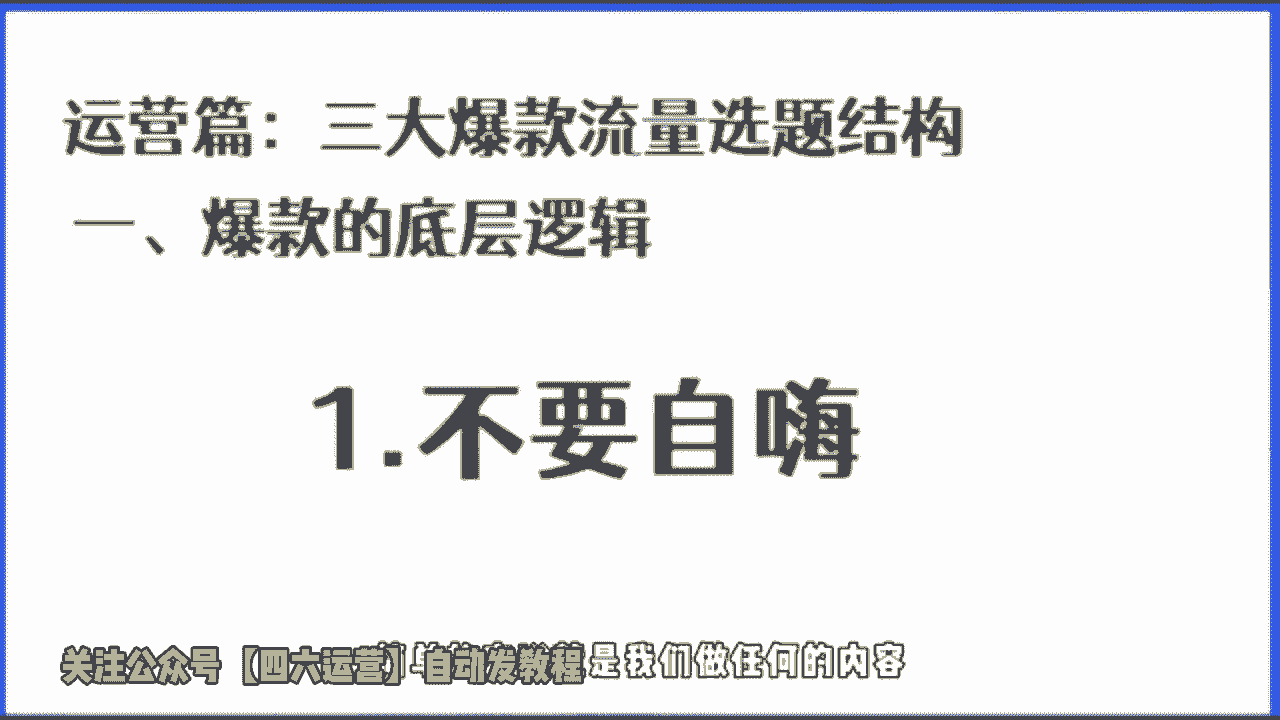 运营篇：三大爆款流量选题结构
一、爆款的底层逻辑
1.不要自嗨
关注公众号【四六运营】自动发教程
是我们做任何的内容